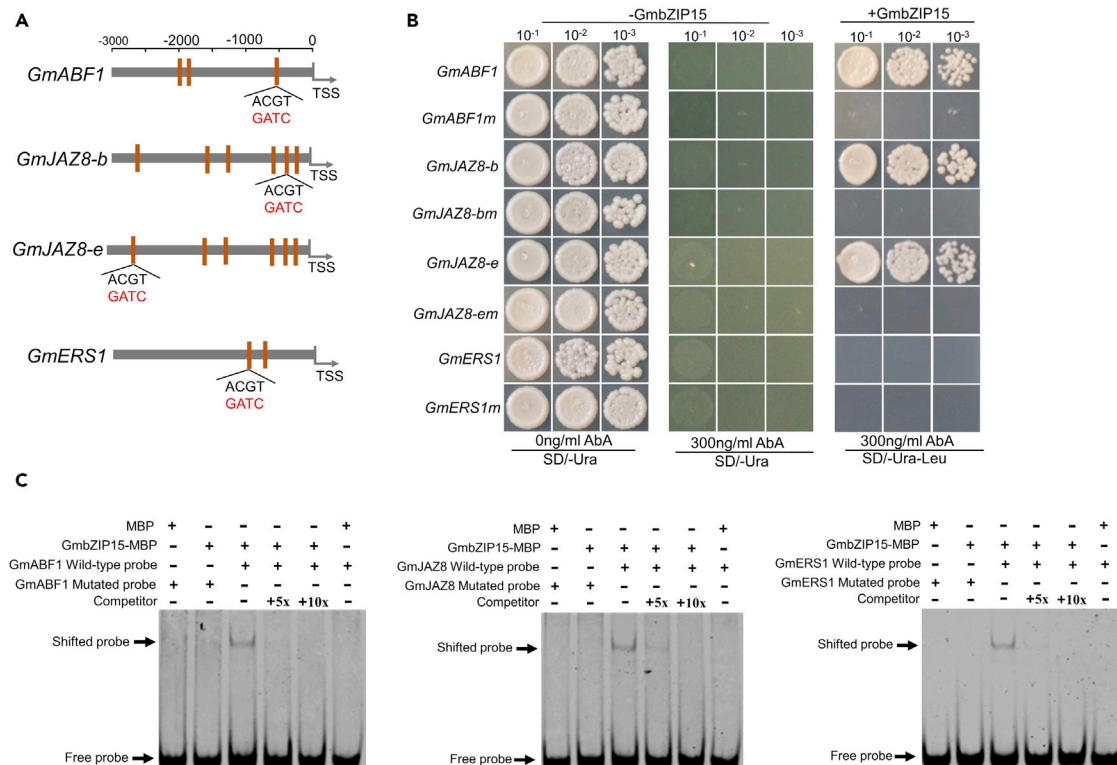 A
-3000 -2000 -1000 0
GmABF1
TSS
ACGT
GATC
GmJAZ8-b
TSS
ACGT
GATC
GmJAZ8-e
TSS
ACGT
GATC
GmERS1
TSS
ACGT
GATC
B
-GmbZIP15 +GmbZIP15
10-1 10-2 10-3 10-1 10-2 10-3 10-1 10-2 10-3
GmABF1
GmABF1m
GmJAZ8-b
GmJAZ8-bm
GmJAZ8-e
GmJAZ8-em
GmERS1
GmERS1m
0ng/ml AbA 300ng/ml AbA 300ng/ml AbA
SD/-Ura SD/-Ura SD/-Ura-Leu
C
MBP + - - - - +
GmbZIP15-MBP - + + + + -
GmABF1 Wild-type probe - - + + + +
GmABF1 Mutated probe + + - - - -
Competitor - - - +5x +10x -
Shifted probe
Free probe
MBP + - - - - +
GmbZIP15-MBP - + + + + -
GmJAZ8 Wild-type probe - - + + + +
GmJAZ8 Mutated probe + + - - - -
Competitor - - - +5x +10x -
Shifted probe
Free probe
MBP + - - - - +
GmbZIP15-MBP - + + + + -
GmERS1 Wild-type probe - - + + + +
GmERS1 Mutated probe + + - - - -
Competitor - - - +5x +10x -
Shifted probe
Free probe